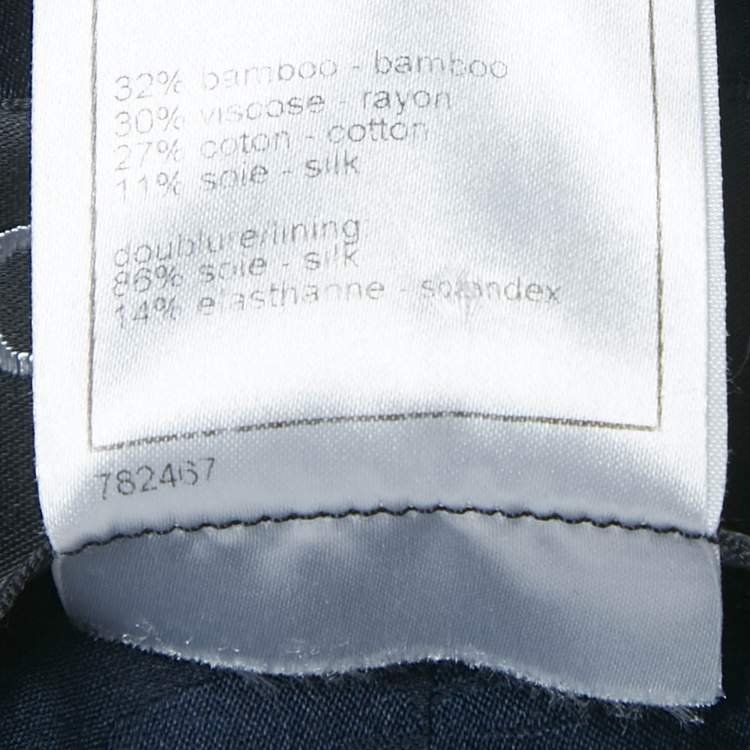 32% bamboo - bamboo
30% viscose - rayon
27% coton - cotton
11% soie - silk
doublure/lining
86% soie - silk
14% elasthanne - spandex
782467